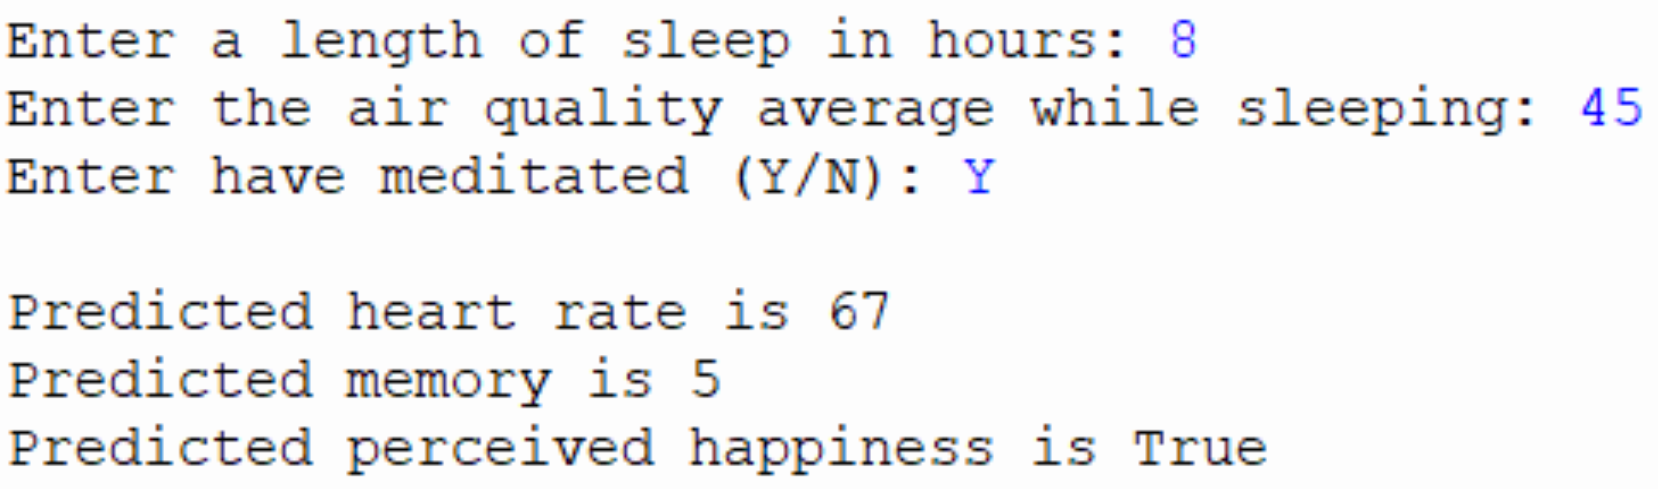 Enter a length of sleep in hours: 8
Enter the air quality average while sleeping: 45
Enter have meditated (Y/N): Y
Predicted heart rate is 67
Predicted memory is 5
Predicted perceived happiness is True